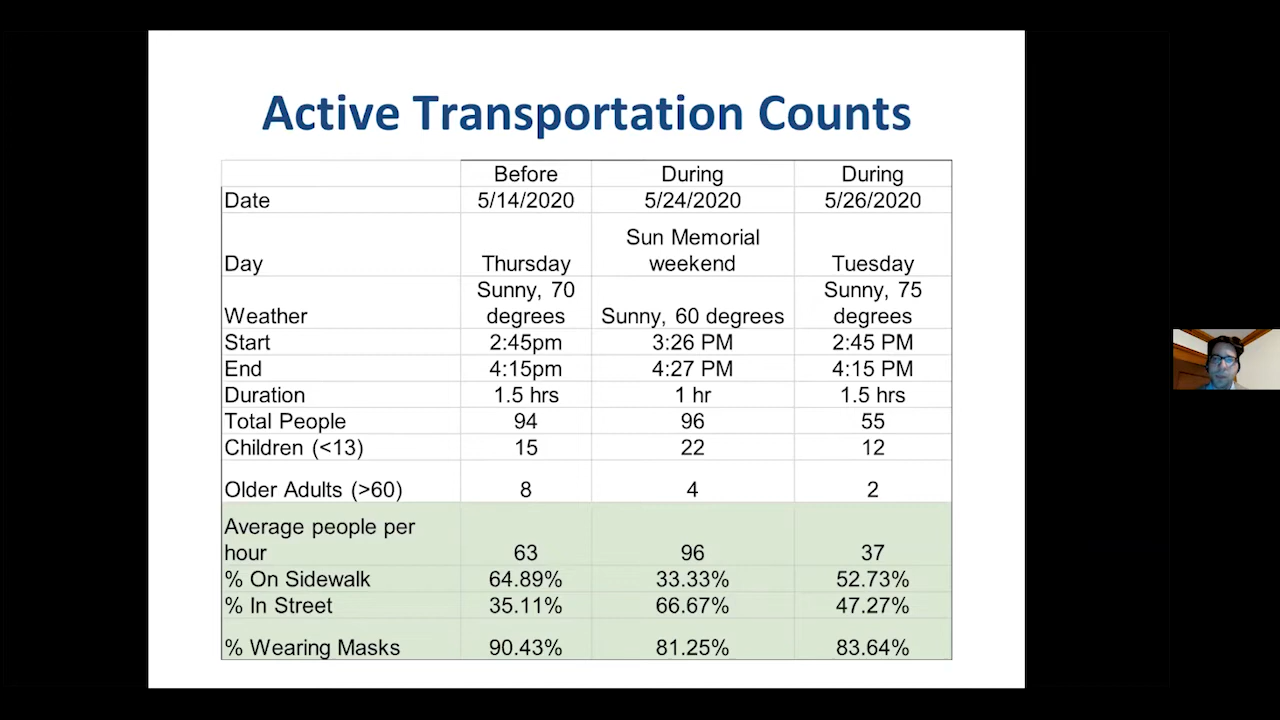 Active Transportation Counts
Before During During
Date 5/14/2020 5/24/2020 5/26/2020
Day Thursday Sun Memorial weekend Tuesday
Weather Sunny, 70 degrees Sunny, 60 degrees Sunny, 75 degrees
Start 2:45pm 3:26 PM 2:45 PM
End 4:15pm 4:27 PM 4:15 PM
Duration 1.5 hrs 1 hr 1.5 hrs
Total People 94 96 55
Children (<13) 15 22 12
Older Adults (>60) 8 4 2
Average people per hour 63 96 37
% On Sidewalk 64.89% 33.33% 52.73%
% In Street 35.11% 66.67% 47.27%
% Wearing Masks 90.43% 81.25% 83.64%